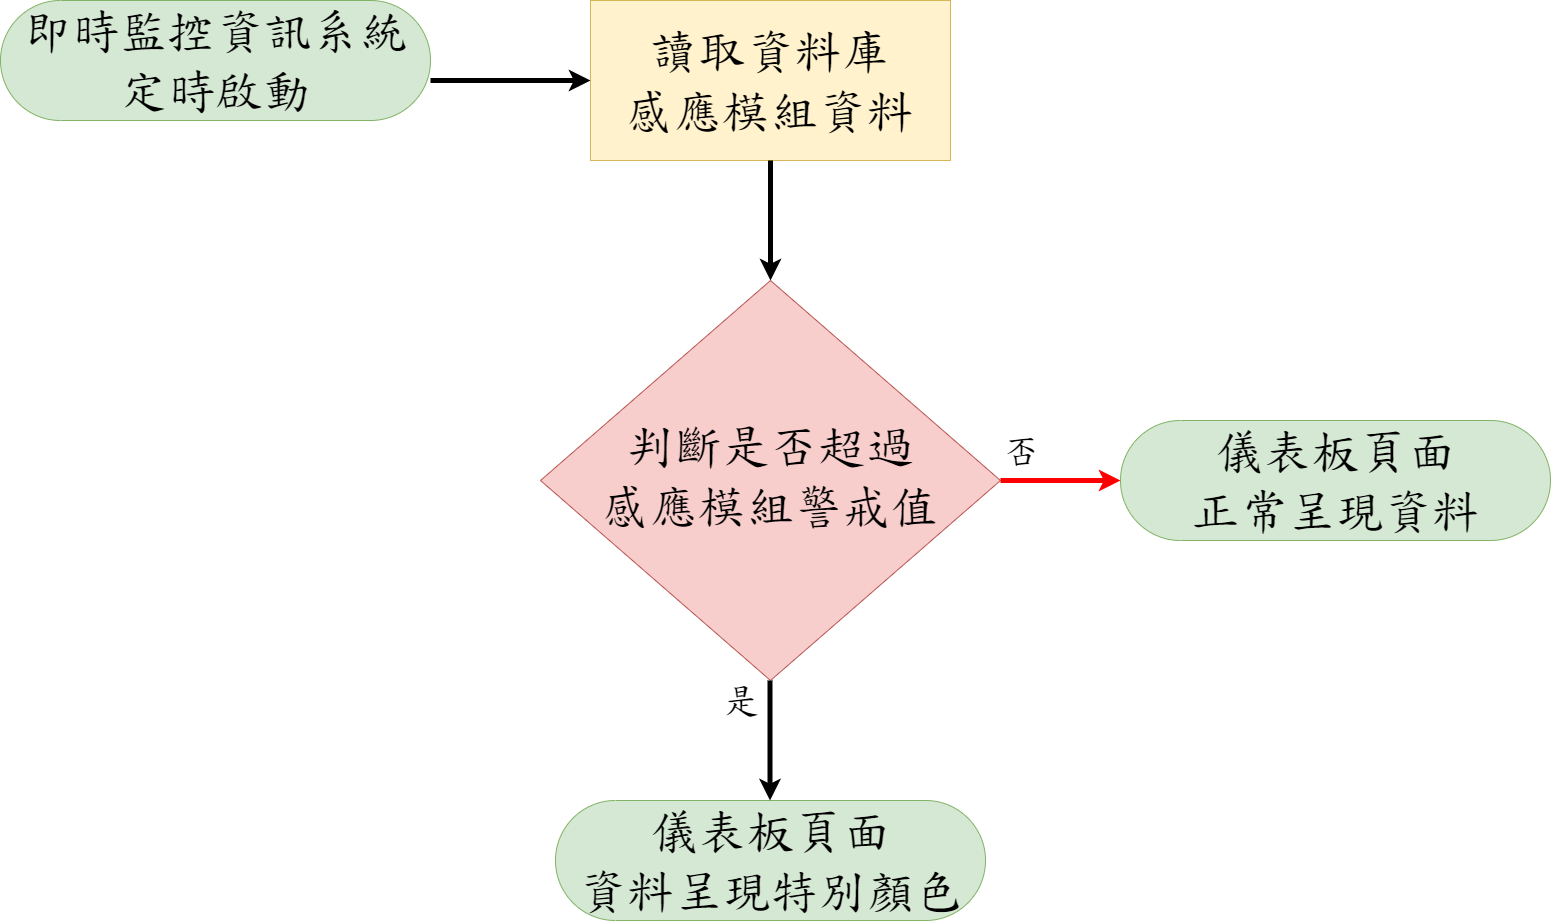 即時監控資訊系統
定時啟動
讀取資料庫
感應模組資料
判斷是否超過
感應模組警戒值
否
儀表板頁面
正常呈現資料
是
儀表板頁面
資料呈現特別顏色